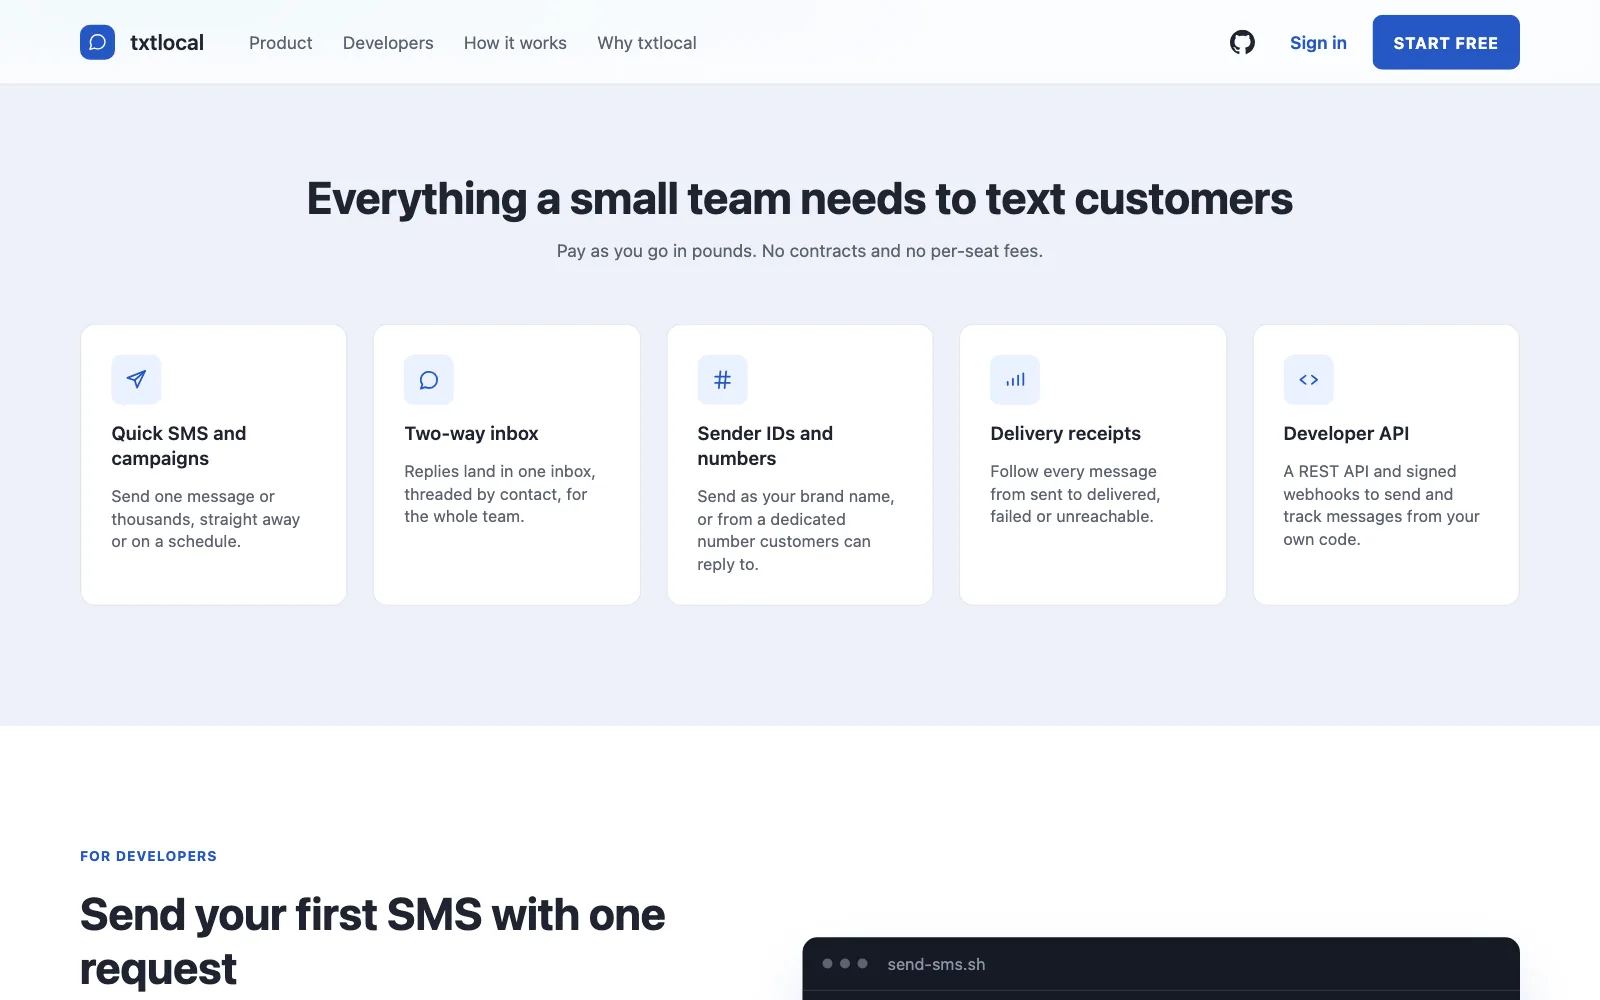 txtlocal
Product
Developers
How it works
Why txtlocal
Sign in
START FREE
Everything a small team needs to text customers
Pay as you go in pounds. No contracts and no per-seat fees.
Quick SMS and
campaigns
Send one message or
thousands, straight away
or on a schedule.
Two-way inbox
Replies land in one inbox,
threaded by contact, for
the whole team.
Sender IDs and
numbers
Send as your brand name,
or from a dedicated
number customers can
reply to.
Delivery receipts
Follow every message
from sent to delivered,
failed or unreachable.
Developer API
A REST API and signed
webhooks to send and
track messages from your
own code.
FOR DEVELOPERS
Send your first SMS with one
request
send-sms.sh